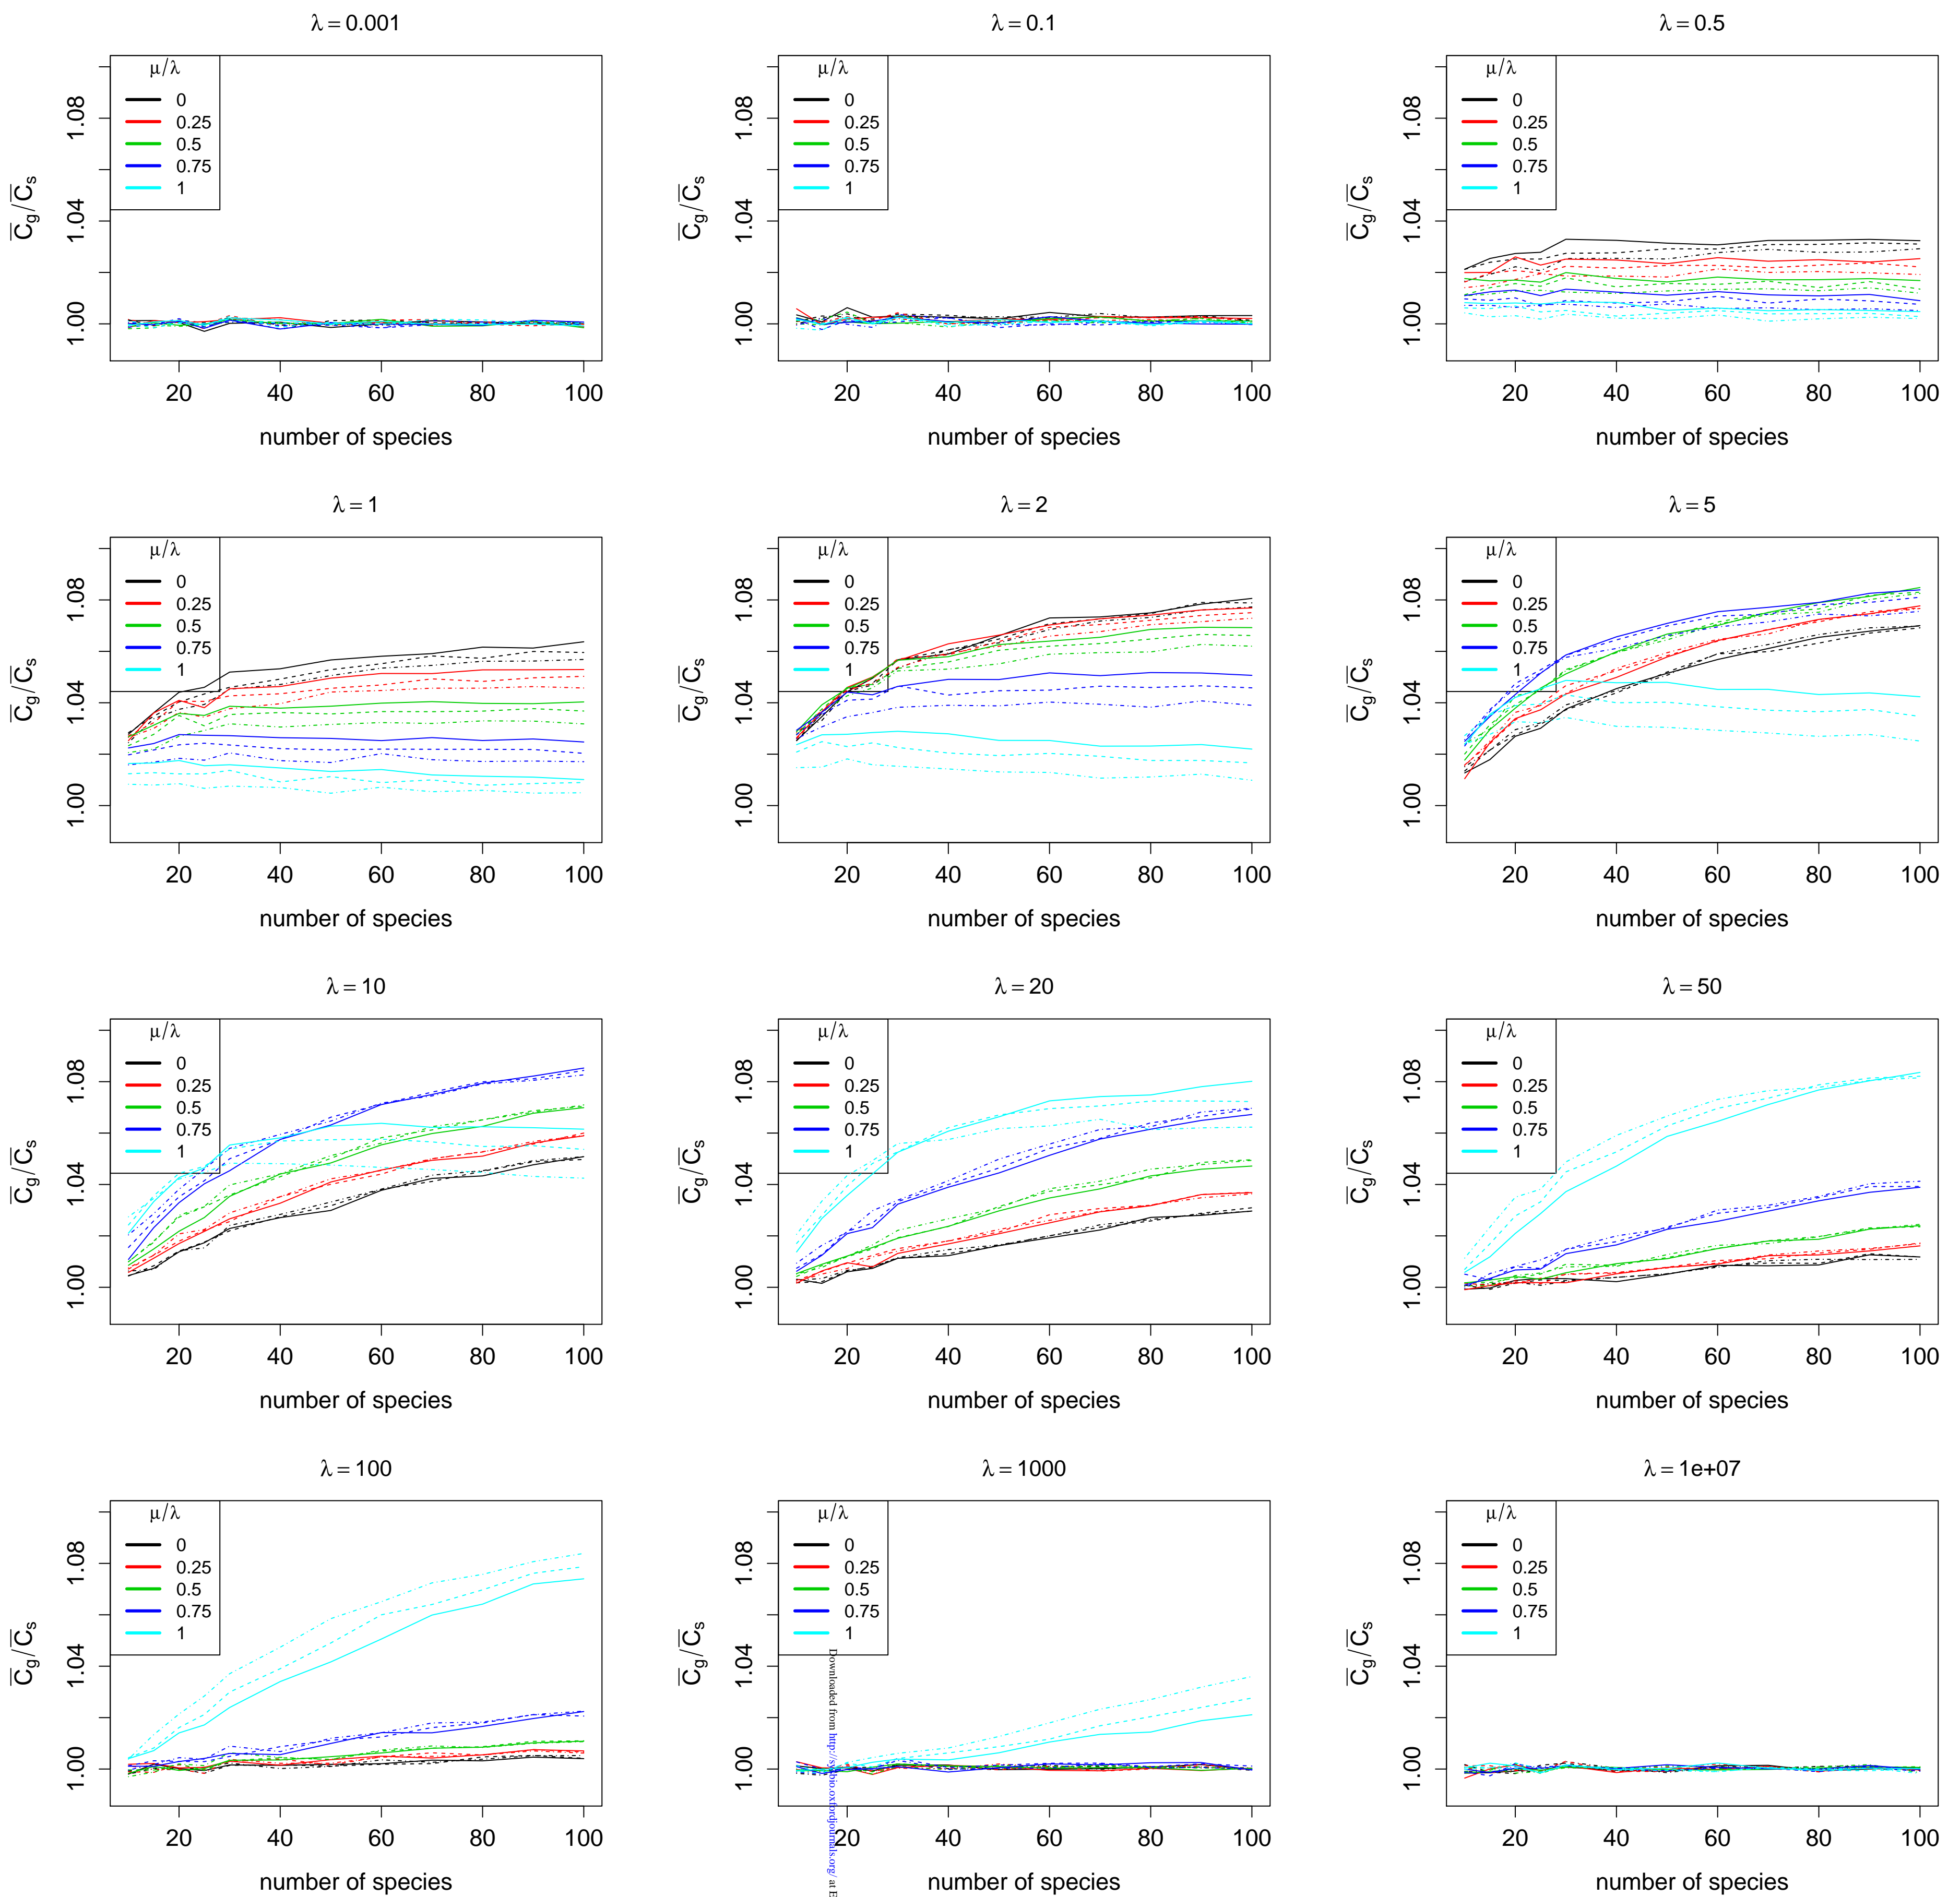 λ = 0.001
μ/λ
0
0.25
0.5
0.75
1
C̅g/C̅s
1.00 1.04 1.08
20 40 60 80 100
number of species
λ = 0.1
μ/λ
0
0.25
0.5
0.75
1
C̅g/C̅s
1.00 1.04 1.08
20 40 60 80 100
number of species
λ = 0.5
μ/λ
0
0.25
0.5
0.75
1
C̅g/C̅s
1.00 1.04 1.08
20 40 60 80 100
number of species
λ = 1
μ/λ
0
0.25
0.5
0.75
1
C̅g/C̅s
1.00 1.04 1.08
20 40 60 80 100
number of species
λ = 2
μ/λ
0
0.25
0.5
0.75
1
C̅g/C̅s
1.00 1.04 1.08
20 40 60 80 100
number of species
λ = 5
μ/λ
0
0.25
0.5
0.75
1
C̅g/C̅s
1.00 1.04 1.08
20 40 60 80 100
number of species
λ = 10
μ/λ
0
0.25
0.5
0.75
1
C̅g/C̅s
1.00 1.04 1.08
20 40 60 80 100
number of species
λ = 20
μ/λ
0
0.25
0.5
0.75
1
C̅g/C̅s
1.00 1.04 1.08
20 40 60 80 100
number of species
λ = 50
μ/λ
0
0.25
0.5
0.75
1
C̅g/C̅s
1.00 1.04 1.08
20 40 60 80 100
number of species
λ = 100
μ/λ
0
0.25
0.5
0.75
1
C̅g/C̅s
1.00 1.04 1.08
20 40 60 80 100
number of species
λ = 1000
μ/λ
0
0.25
0.5
0.75
1
C̅g/C̅s
1.00 1.04 1.08
20 40 60 80 100
number of species
Downloaded from http://sysbio.oxfordjournals.org/ at E
λ = 1e+07
μ/λ
0
0.25
0.5
0.75
1
C̅g/C̅s
1.00 1.04 1.08
20 40 60 80 100
number of species